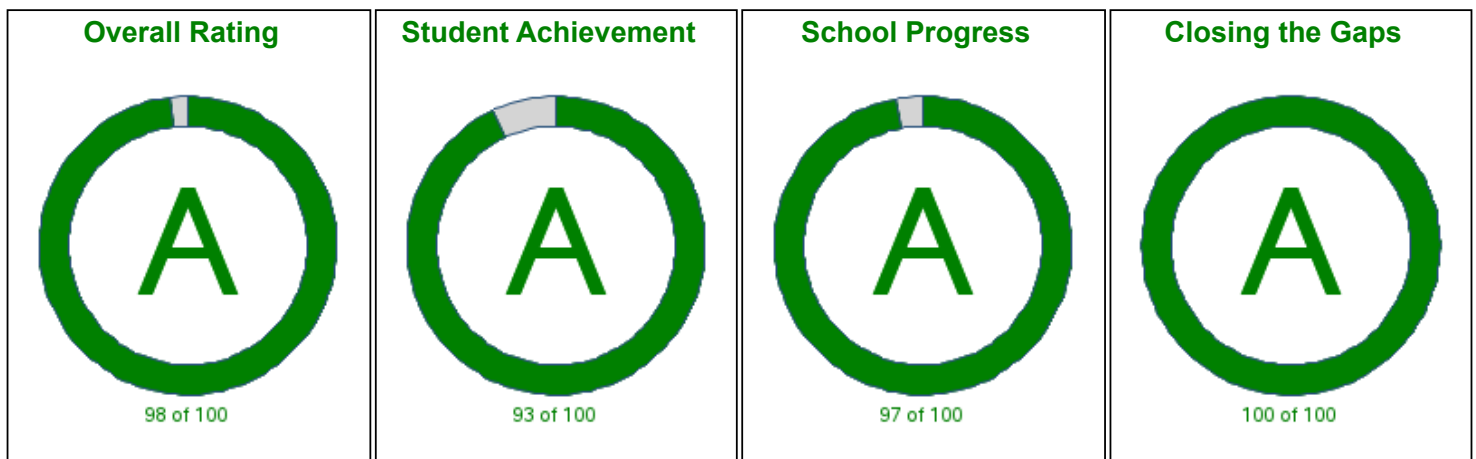 Overall Rating
A
98 of 100
Student Achievement
A
93 of 100
School Progress
A
97 of 100
Closing the Gaps
A
100 of 100